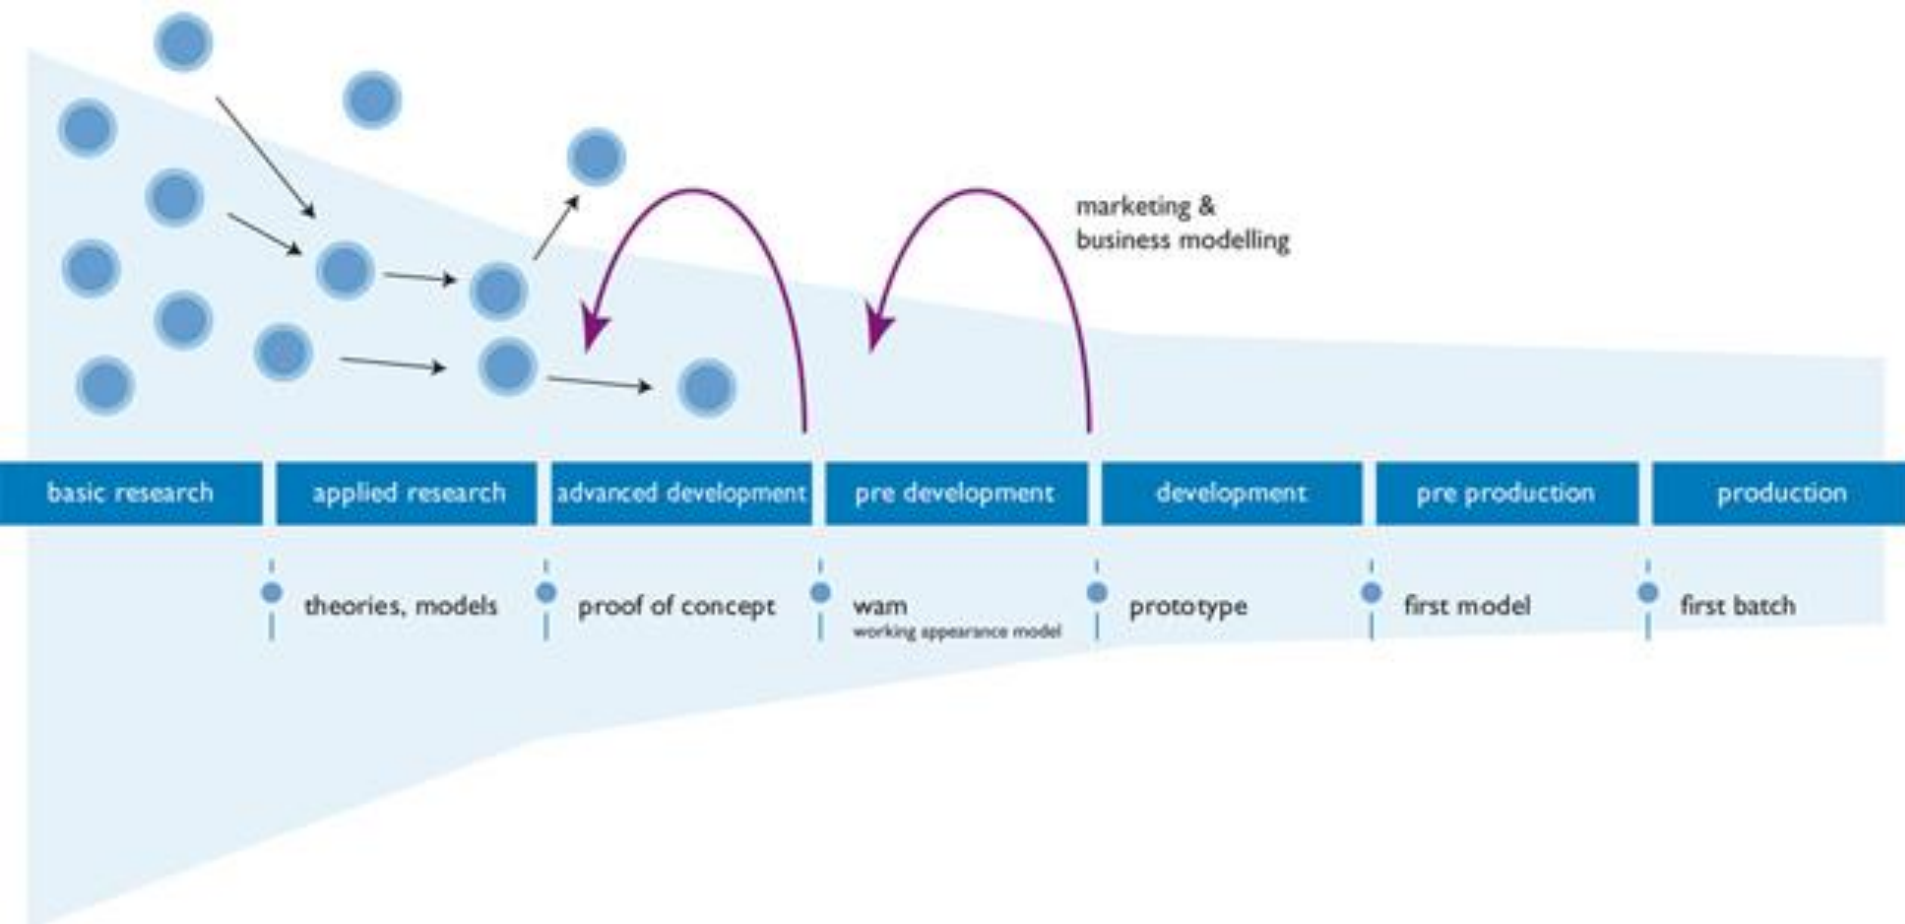 marketing &
business modelling
basic research
applied research
advanced development
pre development
development
pre production
production
theories, models
proof of concept
wam
working appearance model
prototype
first model
first batch